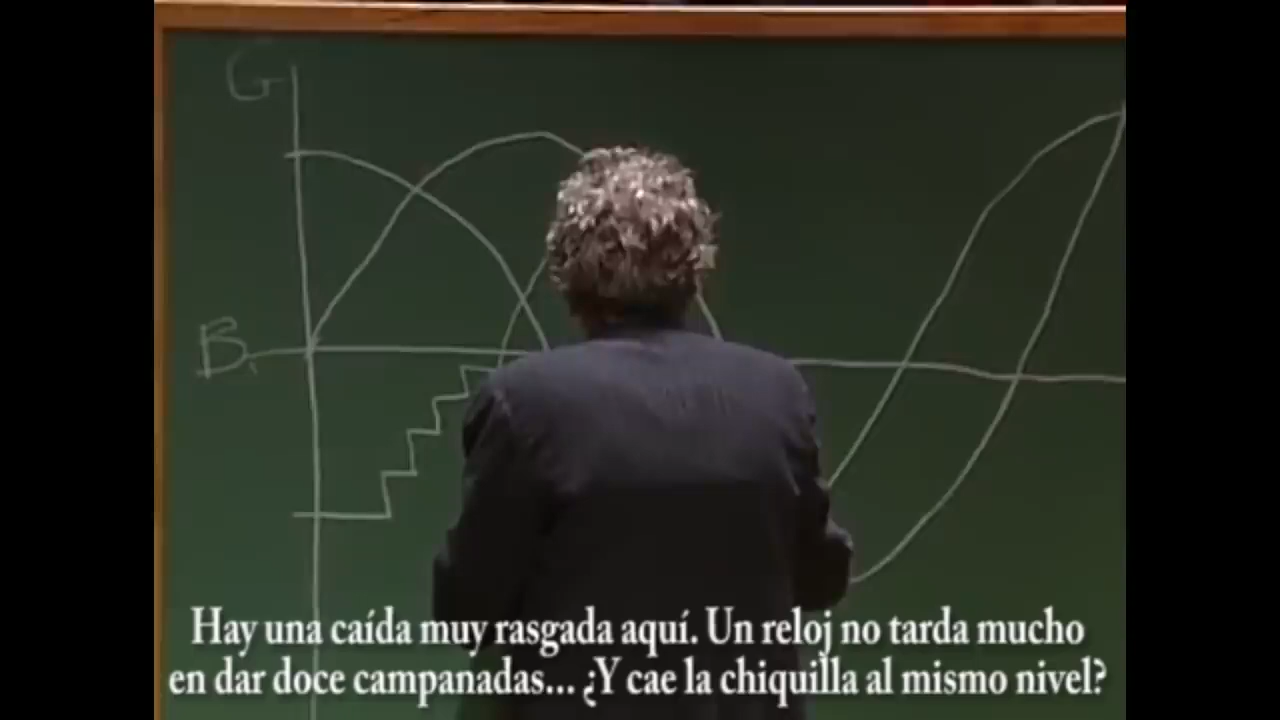 G
B
Hay una caída muy rasgada aquí. Un reloj no tarda mucho
en dar doce campanadas... ¿Y cae la chiquilla al mismo nivel?